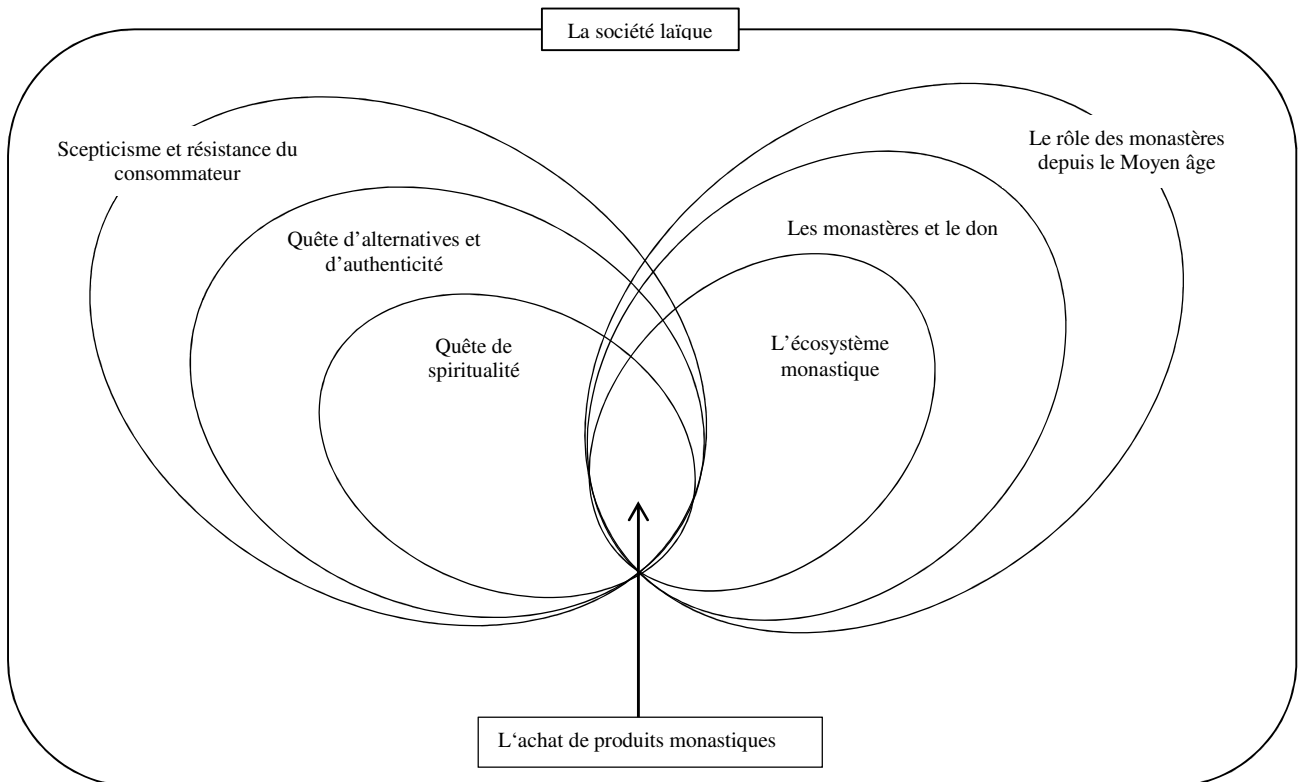 La société laïque
Scepticisme et résistance du
consommateur
Le rôle des monastères
depuis le Moyen âge
Quête d'alternatives et
d'authenticité
Les monastères et le don
Quête de
spiritualité
L'écosystème
monastique
L‘achat de produits monastiques